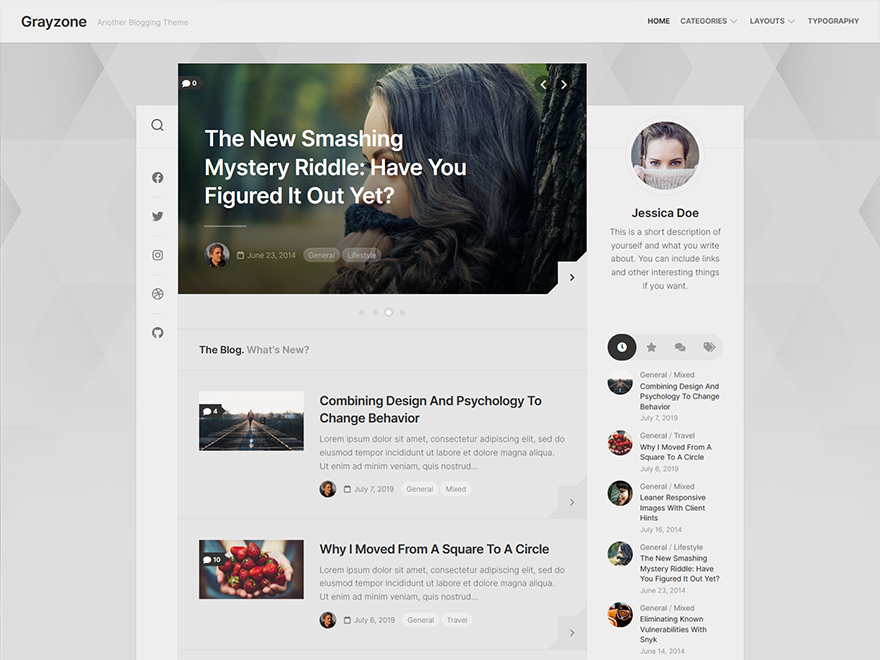 Grayzone
Another Blogging Theme
HOME
CATEGORIES
LAYOUTS
TYPOGRAPHY
0
The New Smashing
Mystery Riddle: Have You
Figured It Out Yet?
June 23, 2014
General
Lifestyle
The Blog. What's New?
4
Combining Design And Psychology To
Change Behavior
Lorem ipsum dolor sit amet, consectetur adipiscing elit, sed do
eiusmod tempor incididunt ut labore et dolore magna aliqua.
Ut enim ad minim veniam, quis nostrud...
July 7, 2019
General
Mixed
10
Why I Moved From A Square To A Circle
Lorem ipsum dolor sit amet, consectetur adipiscing elit, sed do
eiusmod tempor incididunt ut labore et dolore magna aliqua.
Ut enim ad minim veniam, quis nostrud...
July 6, 2019
General
Travel
Jessica Doe
This is a short description of
yourself and what you write
about. You can include links
and other interesting things
if you want.
General / Mixed
Combining Design And
Psychology To Change
Behavior
July 7, 2019
General / Travel
Why I Moved From A
Square To A Circle
July 6, 2019
General / Mixed
Leaner Responsive
Images With Client
Hints
July 16, 2014
General / Lifestyle
The New Smashing
Mystery Riddle: Have
You Figured It Out Yet?
June 23, 2014
General / Mixed
Eliminating Known
Vulnerabilities With
Snyk
June 14, 2014